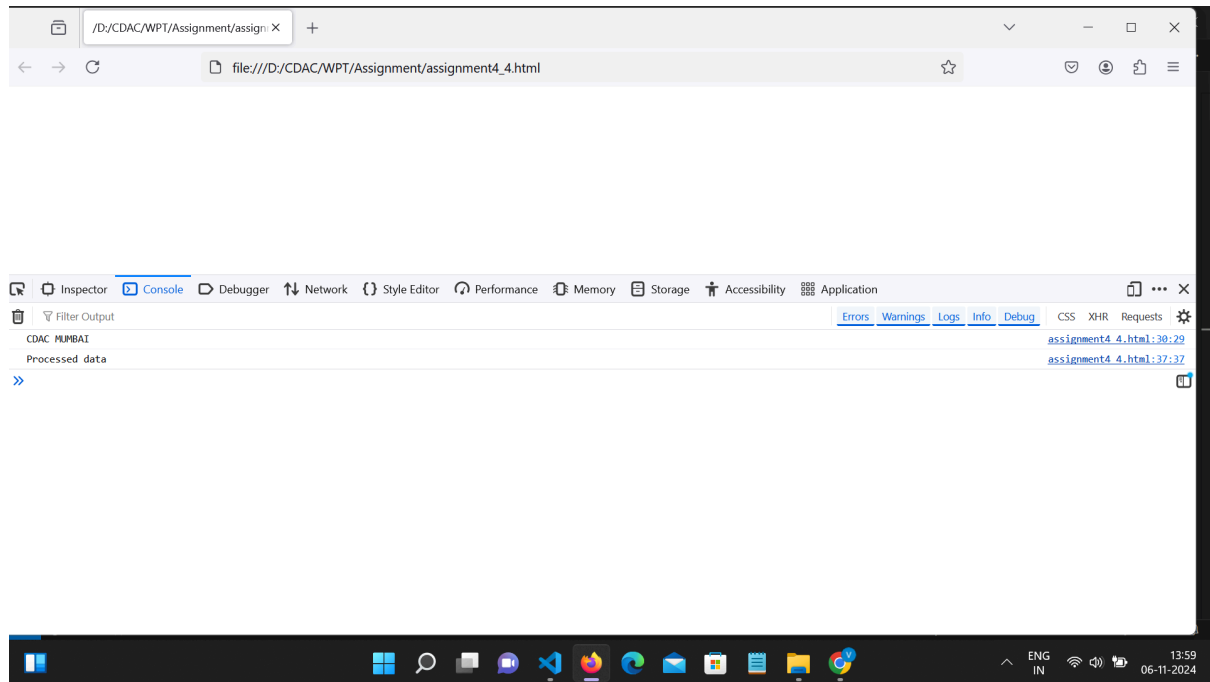 /D:/CDAC/WPT/Assignment/assign
file:///D:/CDAC/WPT/Assignment/assignment4_4.html
Inspector Console Debugger Network Style Editor Performance Memory Storage Accessibility Application
Filter Output Errors Warnings Logs Info Debug CSS XHR Requests
CDAC MUMBAI assignment4_4.html:30:29
Processed data assignment4_4.html:37:37
V
ENG 13:59
IN 06-11-2024